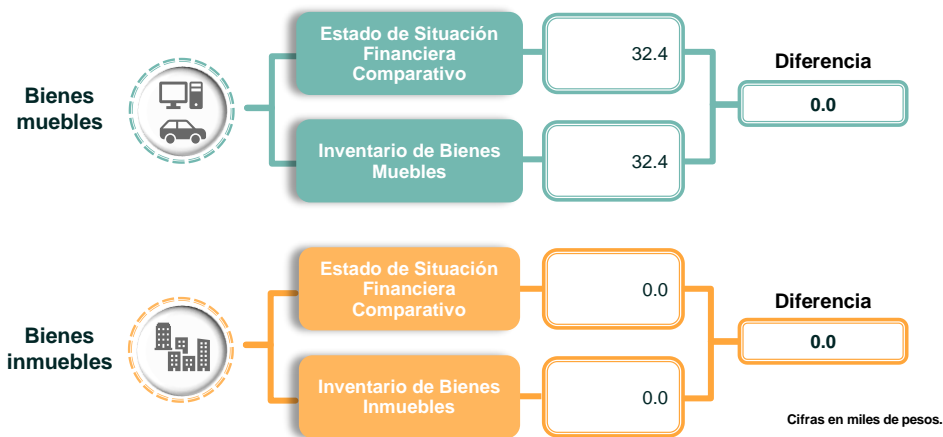 Bienes
muebles
Estado de Situación
Financiera
Comparativo
32.4
Inventario de Bienes
Muebles
32.4
Diferencia
0.0
Bienes
inmuebles
Estado de Situación
Financiera
Comparativo
0.0
Inventario de Bienes
Inmuebles
0.0
Diferencia
0.0
Cifras en miles de pesos.